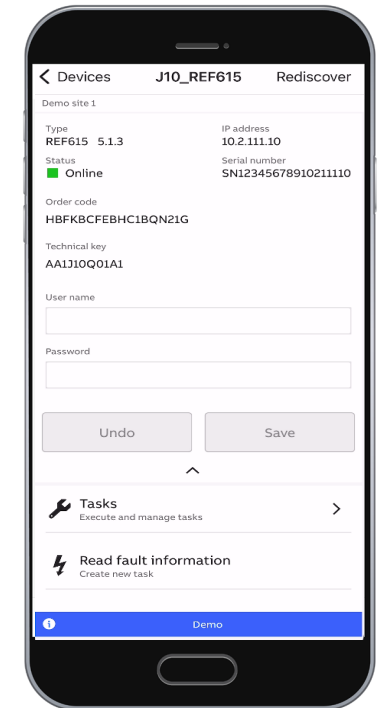 Devices J10_REF615 Rediscover
Demo site 1
Type IP address
REF615 5.1.3 10.2.111.10
Status Serial number
Online SN12345678910211110
Order code
HBFKBCFEBHC1BQN21G
Technical key
AA1J10Q01A1
User name
Password
Undo Save
Tasks
Execute and manage tasks
Read fault information
Create new task
Demo